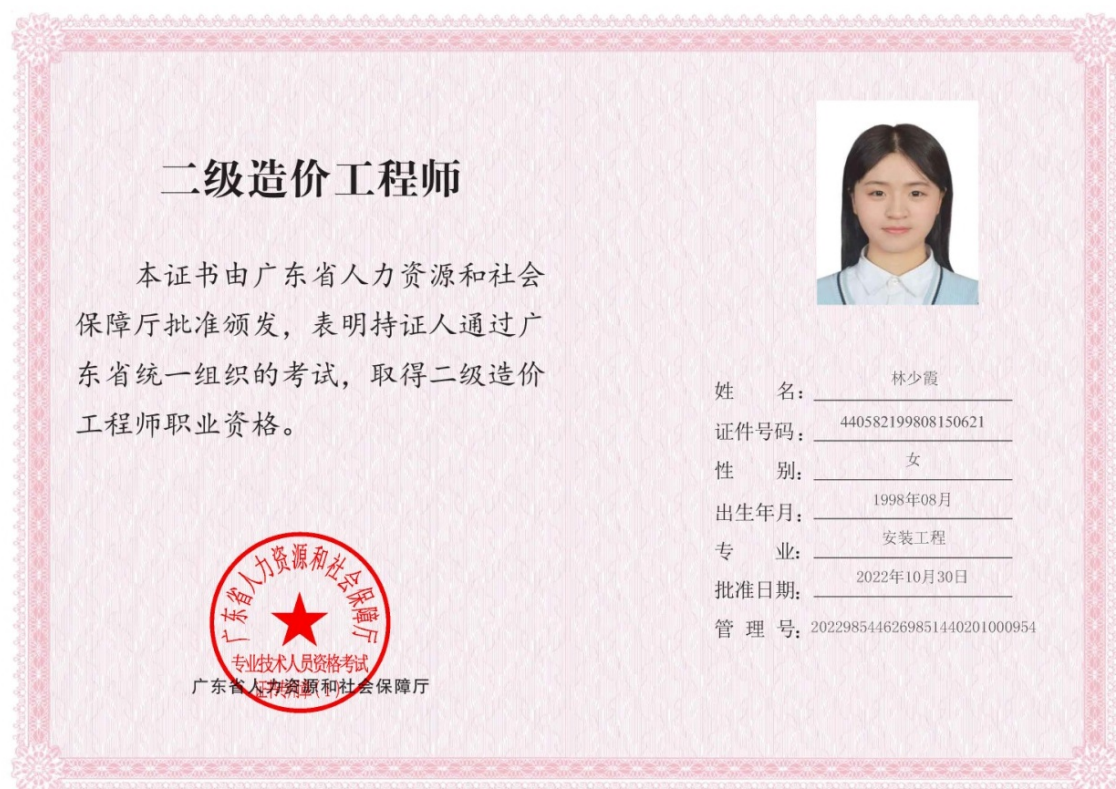 二级造价工程师
本证书由广东省人力资源和社会
保障厅批准颁发，表明持证人通过广
东省统一组织的考试，取得二级造价
工程师职业资格。
广东省人力资源和社会保障厅
专业技术人员资格考试
广东省人力资源和社会保障厅
姓 名：林少霞
证件号码：440582199808150621
性 别：女
出生年月：1998年08月
专 业：安装工程
批准日期：2022年10月30日
管 理 号：20229854462698514402010009​54